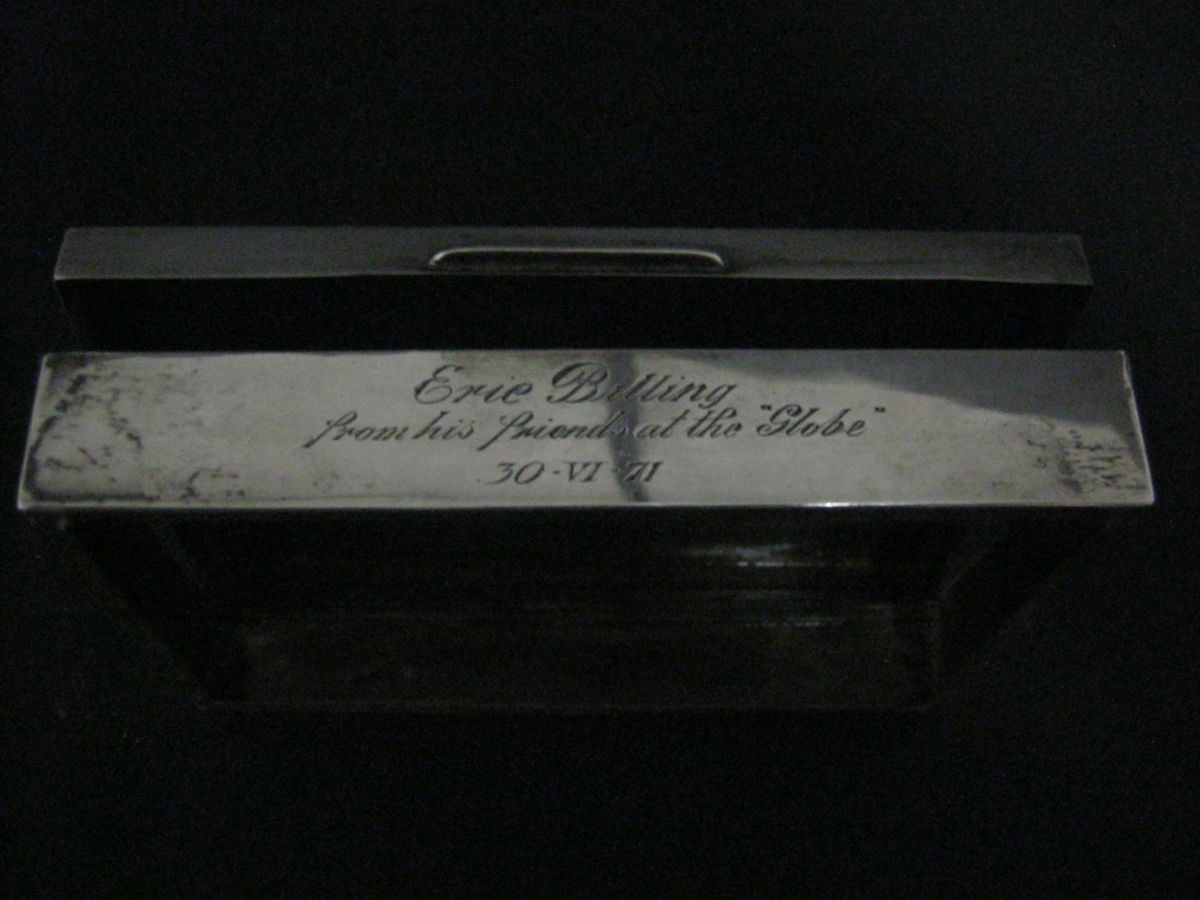 Eric Billing
from his friends at the "Globe"
30-VI-71